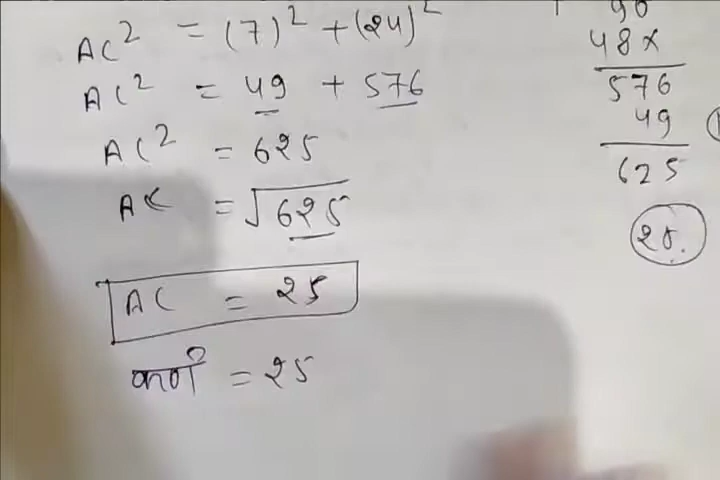 AC² = (7)² + (24)²
AC² = 49 + 576
AC² = 625
AC = √625
AC = 25
कर्ण = 25
96
48x
576
49
625
25.